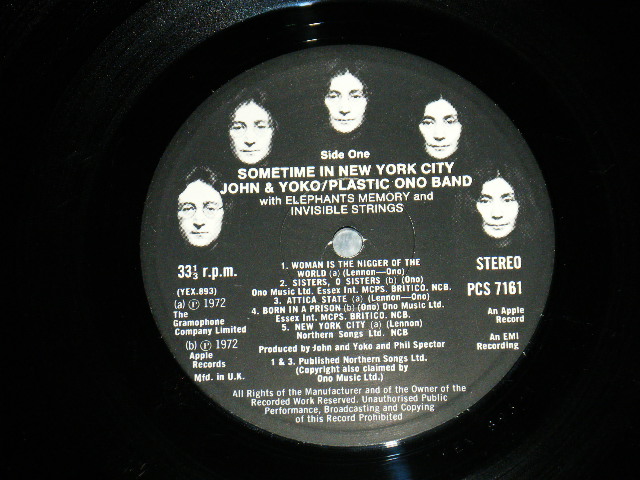 Side One
SOMETIME IN NEW YORK CITY
JOHN & YOKO/PLASTIC ONO BAND
with ELEPHANTS MEMORY and
INVISIBLE STRINGS
33⅓ r.p.m.
(YEX.893)
(a) ℗ 1972
The
Gramophone
Company Limited
(b) ℗ 1972
Apple
Records
Mfd. in U.K.
1. WOMAN IS THE NIGGER OF THE
WORLD (a) (Lennon—Ono)
2. SISTERS, O SISTERS (b) (Ono)
Ono Music Ltd. Essex Int. MCPS. BRITICO. NCB.
3. ATTICA STATE (a) (Lennon—Ono)
4. BORN IN A PRISON (b) (Ono) Ono Music Ltd.
Essex Int. MCPS. BRITICO. NCB.
5. NEW YORK CITY (a) (Lennon)
Northern Songs Ltd. NCB
Produced by John and Yoko and Phil Spector
1 & 3. Published Northern Songs Ltd.
(Copyright also claimed by
Ono Music Ltd.)
STEREO
PCS 7161
An Apple
Record
An EMI
Recording
All Rights of the Manufacturer and of the Owner of the
Recorded Work Reserved. Unauthorised Public
Performance, Broadcasting and Copying
of this Record Prohibited